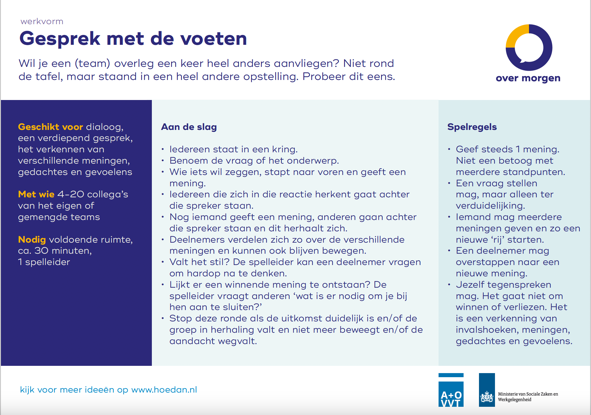 werkvorm
Gesprek met de voeten
Wil je een (team) overleg een keer heel anders aanvliegen? Niet rond
de tafel, maar staand in een heel andere opstelling. Probeer dit eens.
over morgen
Geschikt voor dialoog,
een verdiepend gesprek,
het verkennen van
verschillende meningen,
gedachtes en gevoelens
Met wie 4–20 collega's
van het eigen of
gemengde teams
Nodig voldoende ruimte,
ca. 30 minuten,
1 spelleider
Aan de slag
• Iedereen staat in een kring.
• Benoem de vraag of het onderwerp.
• Wie iets wil zeggen, stapt naar voren en geeft een
mening.
• Iedereen die zich in die reactie herkent gaat achter
die spreker staan.
• Nog iemand geeft een mening, anderen gaan achter
die spreker staan en dit herhaalt zich.
• Deelnemers verdelen zich zo over de verschillende
meningen en kunnen ook blijven bewegen.
• Valt het stil? De spelleider kan een deelnemer vragen
om hardop na te denken.
• Lijkt er een winnende mening te ontstaan? De
spelleider vraagt anderen 'wat is er nodig om je bij
hen aan te sluiten?'
• Stop deze ronde als de uitkomst duidelijk is en/of de
groep in herhaling valt en niet meer beweegt en/of de
aandacht wegvalt.
Spelregels
• Geef steeds 1 mening.
Niet een betoog met
meerdere standpunten.
• Een vraag stellen
mag, maar alleen ter
verduidelijking.
• Iemand mag meerdere
meningen geven en zo een
nieuwe 'rij' starten.
• Een deelnemer mag
overstappen naar een
nieuwe mening.
• Jezelf tegenspreken
mag. Het gaat niet om
winnen of verliezen. Het
is een verkenning van
invalshoeken, meningen,
gedachtes en gevoelens.
kijk voor meer ideeën op www.hoedan.nl
A+O
VVT
Ministerie van Sociale Zaken en
Werkgelegenheid